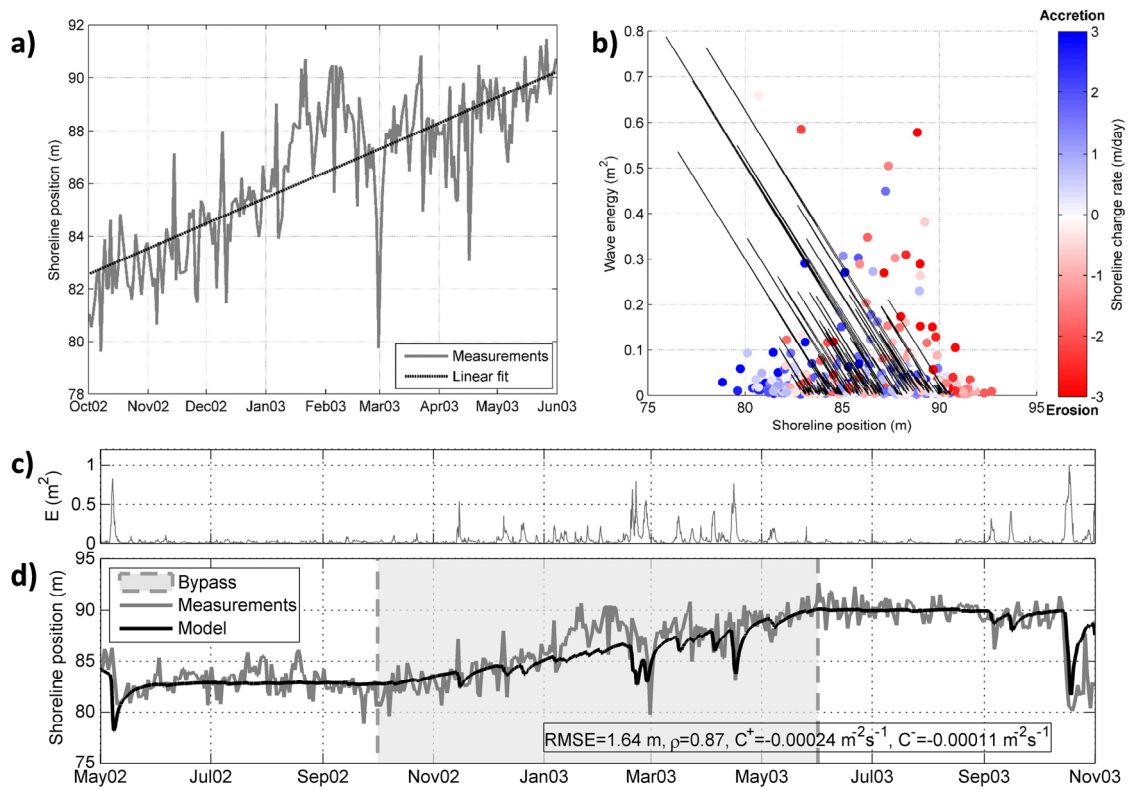 a)
92
90
88
86
84
82
80
78
Shoreline position (m)
Oct02 Nov02 Dec02 Jan03 Feb03 Mar03 Apr03 May03 Jun03
Measurements
Linear fit
b)
0.8
0.7
0.6
0.5
0.4
0.3
0.2
0.1
0
Wave energy (m²)
75 80 85 90 95
Shoreline position (m)
Accretion
3
2
1
0
-1
-2
-3
Erosion
Shoreline change rate (m/day)
c)
1
0.5
0
E (m²)
d)
95
90
85
80
75
Shoreline position (m)
Bypass
Measurements
Model
RMSE=1.64 m, ρ=0.87, C⁺=-0.00024 m²s⁻¹, C⁻=-0.00011 m²s⁻¹
May02 Jul02 Sep02 Nov02 Jan03 Mar03 May03 Jul03 Sep03 Nov03